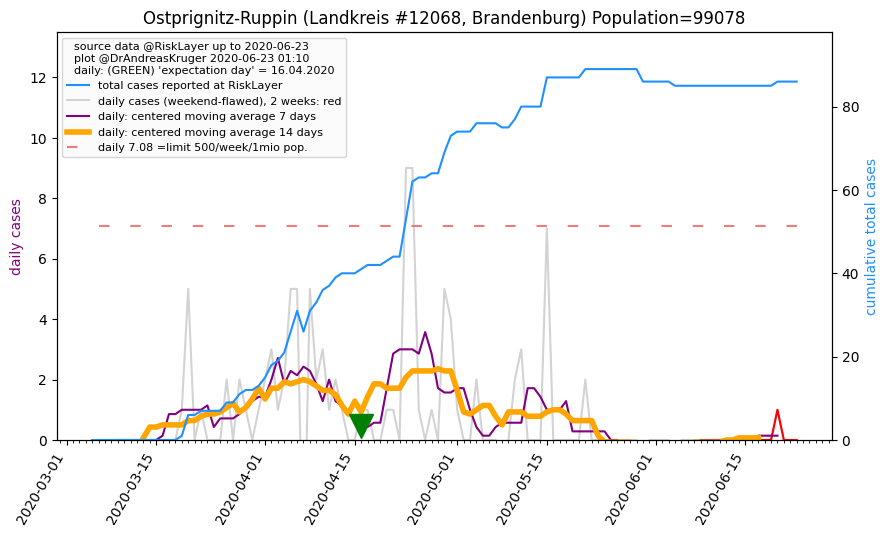 Ostprignitz-Ruppin (Landkreis #12068, Brandenburg) Population=99078
source data @RiskLayer up to 2020-06-23
plot @DrAndreasKruger 2020-06-23 01:10
daily: (GREEN) 'expectation day' = 16.04.2020
total cases reported at RiskLayer
daily cases (weekend-flawed), 2 weeks: red
daily: centered moving average 7 days
daily: centered moving average 14 days
daily 7.08 =limit 500/week/1mio pop.
daily cases
12
10
8
6
4
2
0
cumulative total cases
80
60
40
20
0
2020-03-01
2020-03-15
2020-04-01
2020-04-15
2020-05-01
2020-05-15
2020-06-01
2020-06-15